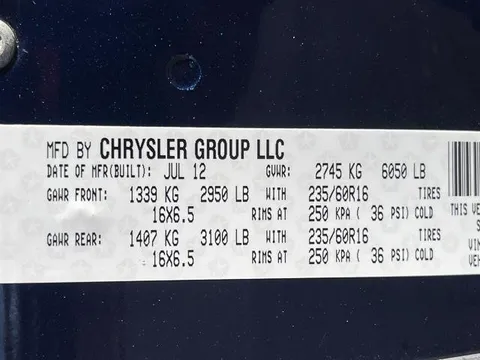 MFD BY CHRYSLER GROUP LLC
DATE OF MFR(BUILT): JUL 12 GVWR: 2745 KG 6050 LB
GAWR FRONT: 1339 KG 2950 LB WITH 235/60R16 TIRES
16X6.5 RIMS AT 250 KPA ( 36 PSI) COLD
GAWR REAR: 1407 KG 3100 LB WITH 235/60R16 TIRES
16X6.5 RIMS AT 250 KPA ( 36 PSI) COLD
THIS VE
S
VIN
VEH